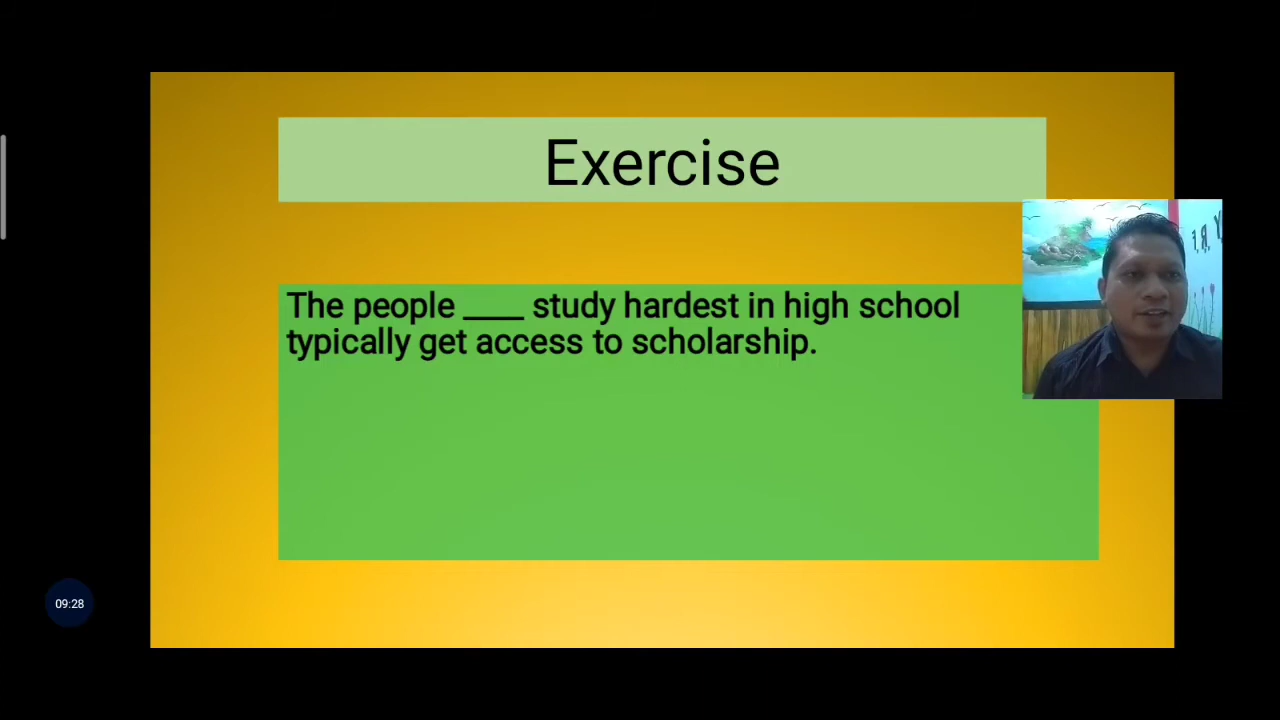 Exercise
The people ____ study hardest in high school
typically get access to scholarship.
09:28